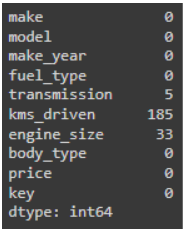 make 0
model 0
make_year 0
fuel_type 0
transmission 5
kms_driven 185
engine_size 33
body_type 0
price 0
key 0
dtype: int64